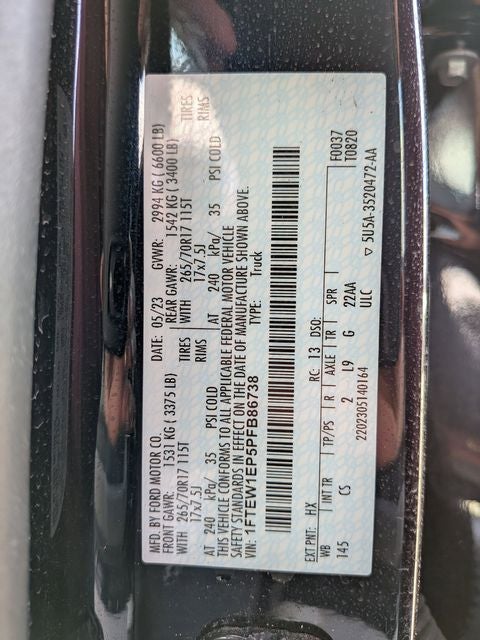 MFD. BY FORD MOTOR CO. DATE: 05/23 GVWR: 2994 KG ( 6600 LB)
FRONT GAWR: 1531 KG ( 3375 LB) REAR GAWR: 1542 KG ( 3400 LB)
WITH 265/70R17 115T TIRES WITH 265/70R17 115T TIRES
17x7.5J RIMS 17x7.5J RIMS
AT 240 kPa/ 35 PSI COLD AT 240 kPa/ 35 PSI COLD
THIS VEHICLE CONFORMS TO ALL APPLICABLE FEDERAL MOTOR VEHICLE
SAFETY STANDARDS IN EFFECT ON THE DATE OF MANUFACTURE SHOWN ABOVE.
VIN: 1FTEW1EP5PFB86738 TYPE: Truck
F0037
EXT PNT: HX RC: 13 DSO: T0820
WB INT TR TP/PS R AXLE TR SPR
145 CS 2 L9 G 22AA
2202305140164 ULC ▽ 5U5A-3520472-AA